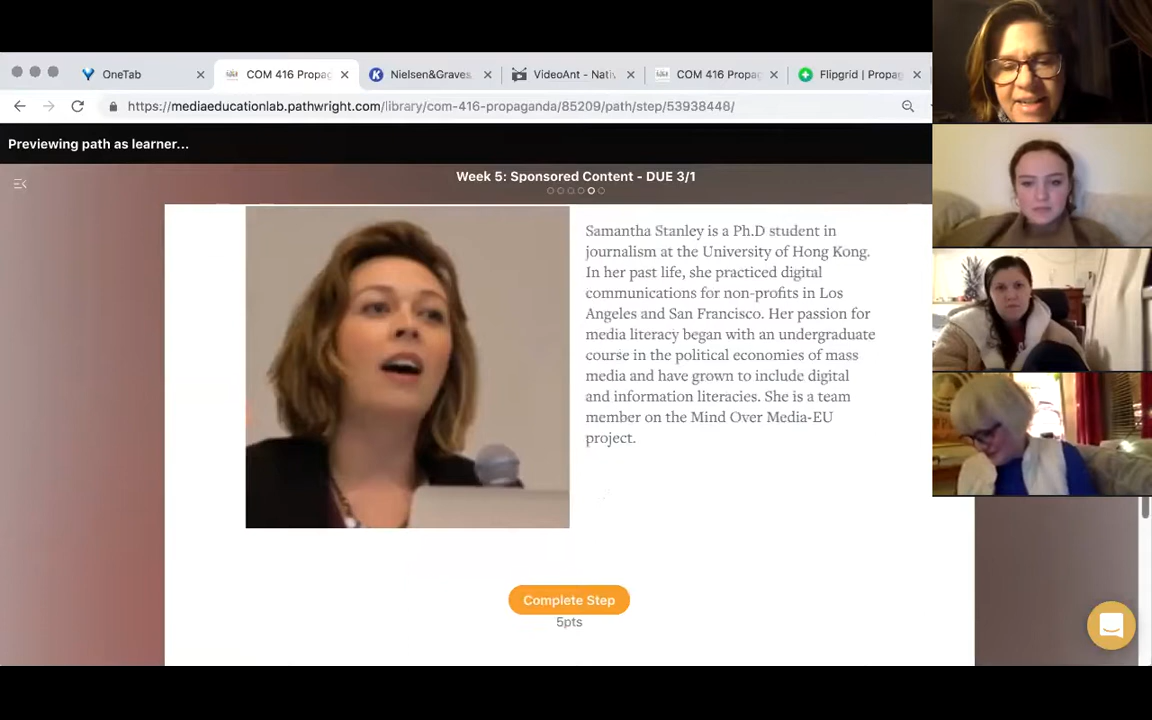 OneTab
COM 416 Propag
Nielsen&Graves
VideoAnt - Nati
COM 416 Propag
Flipgrid | Propag
https://mediaeducationlab.pathwright.com/library/com-416-propaganda/85209/path/step/53938448/
Previewing path as learner...
Week 5: Sponsored Content - DUE 3/1
Samantha Stanley is a Ph.D student in
journalism at the University of Hong Kong.
In her past life, she practiced digital
communications for non-profits in Los
Angeles and San Francisco. Her passion for
media literacy began with an undergraduate
course in the political economies of mass
media and have grown to include digital
and information literacies. She is a team
member on the Mind Over Media-EU
project.
Complete Step
5pts